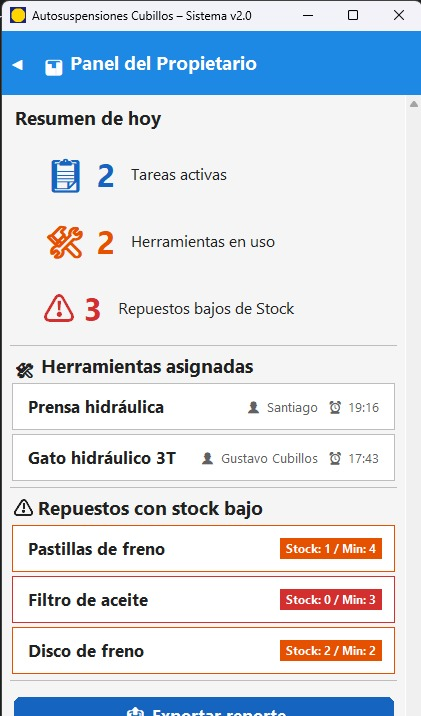 Autosuspensiones Cubillos – Sistema v2.0
Panel del Propietario
Resumen de hoy
2 Tareas activas
2 Herramientas en uso
3 Repuestos bajos de Stock
Herramientas asignadas
Prensa hidráulica Santiago 19:16
Gato hidráulico 3T Gustavo Cubillos 17:43
Repuestos con stock bajo
Pastillas de freno Stock: 1 / Min: 4
Filtro de aceite Stock: 0 / Min: 3
Disco de freno Stock: 2 / Min: 2
Exportar reporte